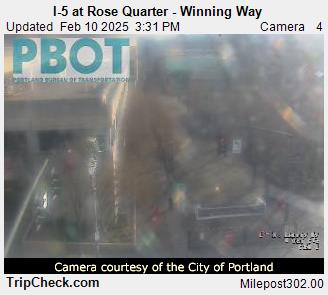 I-5 at Rose Quarter - Winning Way
Updated Feb 10 2025 3:31 PM Camera 4
PBOT
PORTLAND BUREAU OF TRANSPORTATION
Camera courtesy of the City of Portland
TripCheck.com Milepost302.00